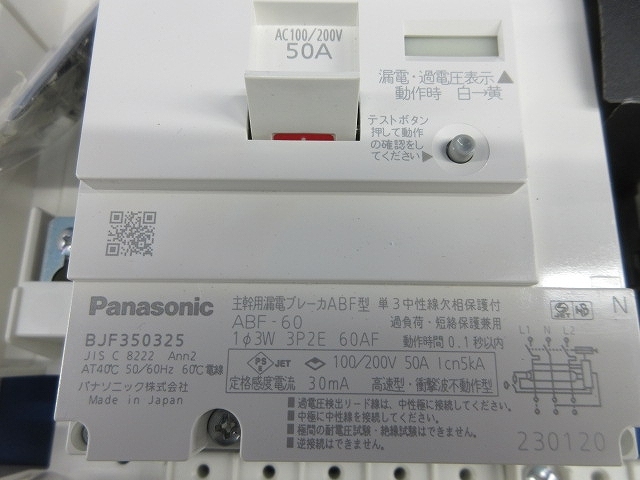 AC100/200V
50A
漏電・過電圧表示▲
動作時 白→黄
テストボタン
押して動作
の確認をし
てください▶
Panasonic
主幹用漏電ブレーカABF型 単3中性線欠相保護付
ABF-60 過負荷・短絡保護兼用
BJF350325
1φ3W 3P2E 60AF 動作時間0.1秒以内
JIS C 8222 Ann2
AT40℃ 50/60Hz 60℃電線
パナソニック株式会社
Made in Japan
PS E JET 100/200V 50A Icn5kA
定格感度電流 30mA 高速型・衝撃波不動作型
■過電圧検出リード線は、中性極に接続してください。
■中極に中性線を接続してください。
■極間の耐電圧試験・絶縁試験はできません。
■逆接続はできません。
N
L1 N L2
230120